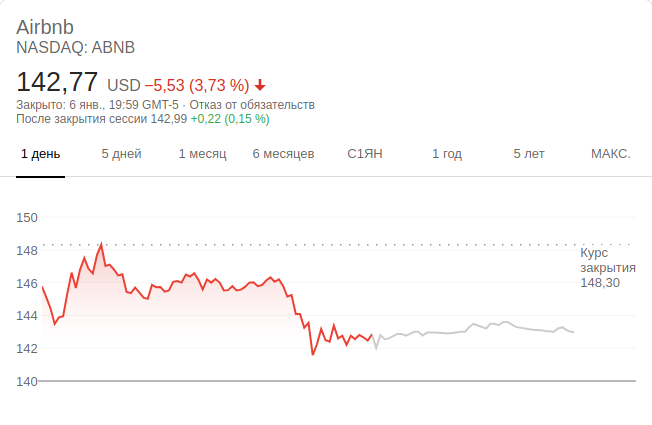 Airbnb
NASDAQ: ABNB
142,77 USD −5,53 (3,73 %)
Закрыто: 6 янв., 19:59 GMT-5 · Отказ от обязательств
После закрытия сессии 142,99 +0,22 (0,15 %)
1 день 5 дней 1 месяц 6 месяцев С1ЯН 1 год 5 лет МАКС.
150
148
146
144
142
140
Курс
закрытия
148,30